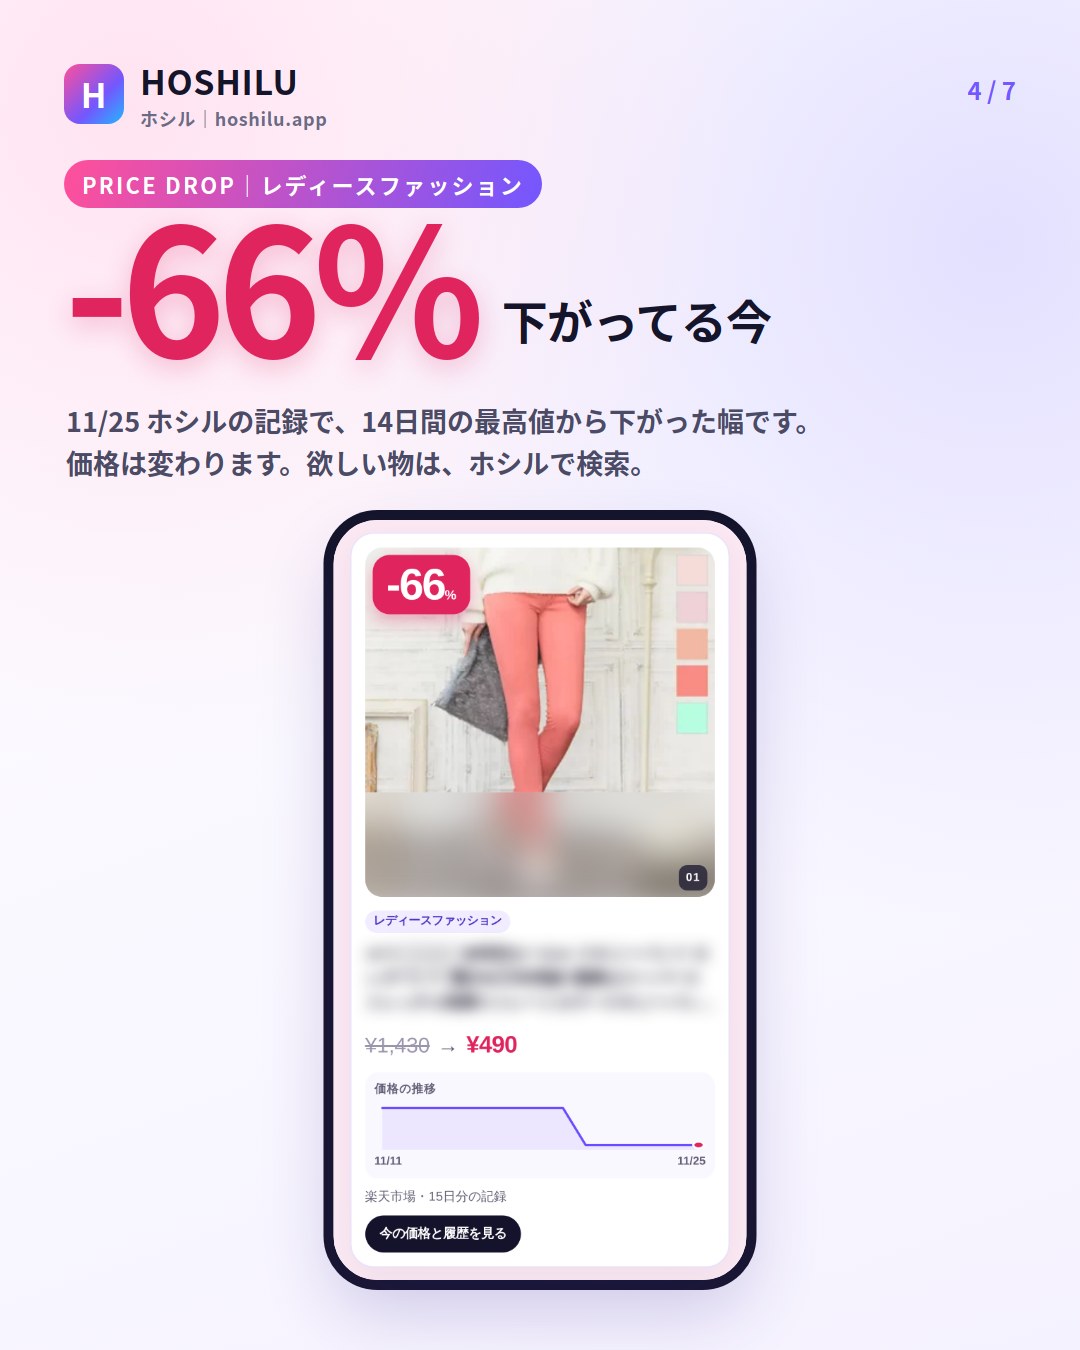 H
HOSHILU
ホシル｜hoshilu.app
4 / 7
PRICE DROP｜レディースファッション
-66%
下がってる今
11/25 ホシルの記録で、14日間の最高値から下がった幅です。
価格は変わります。欲しい物は、ホシルで検索。
-66%
01
レディースファッション
¥1,430 → ¥490
価格の推移
11/11
11/25
楽天市場・15日分の記録
今の価格と履歴を見る